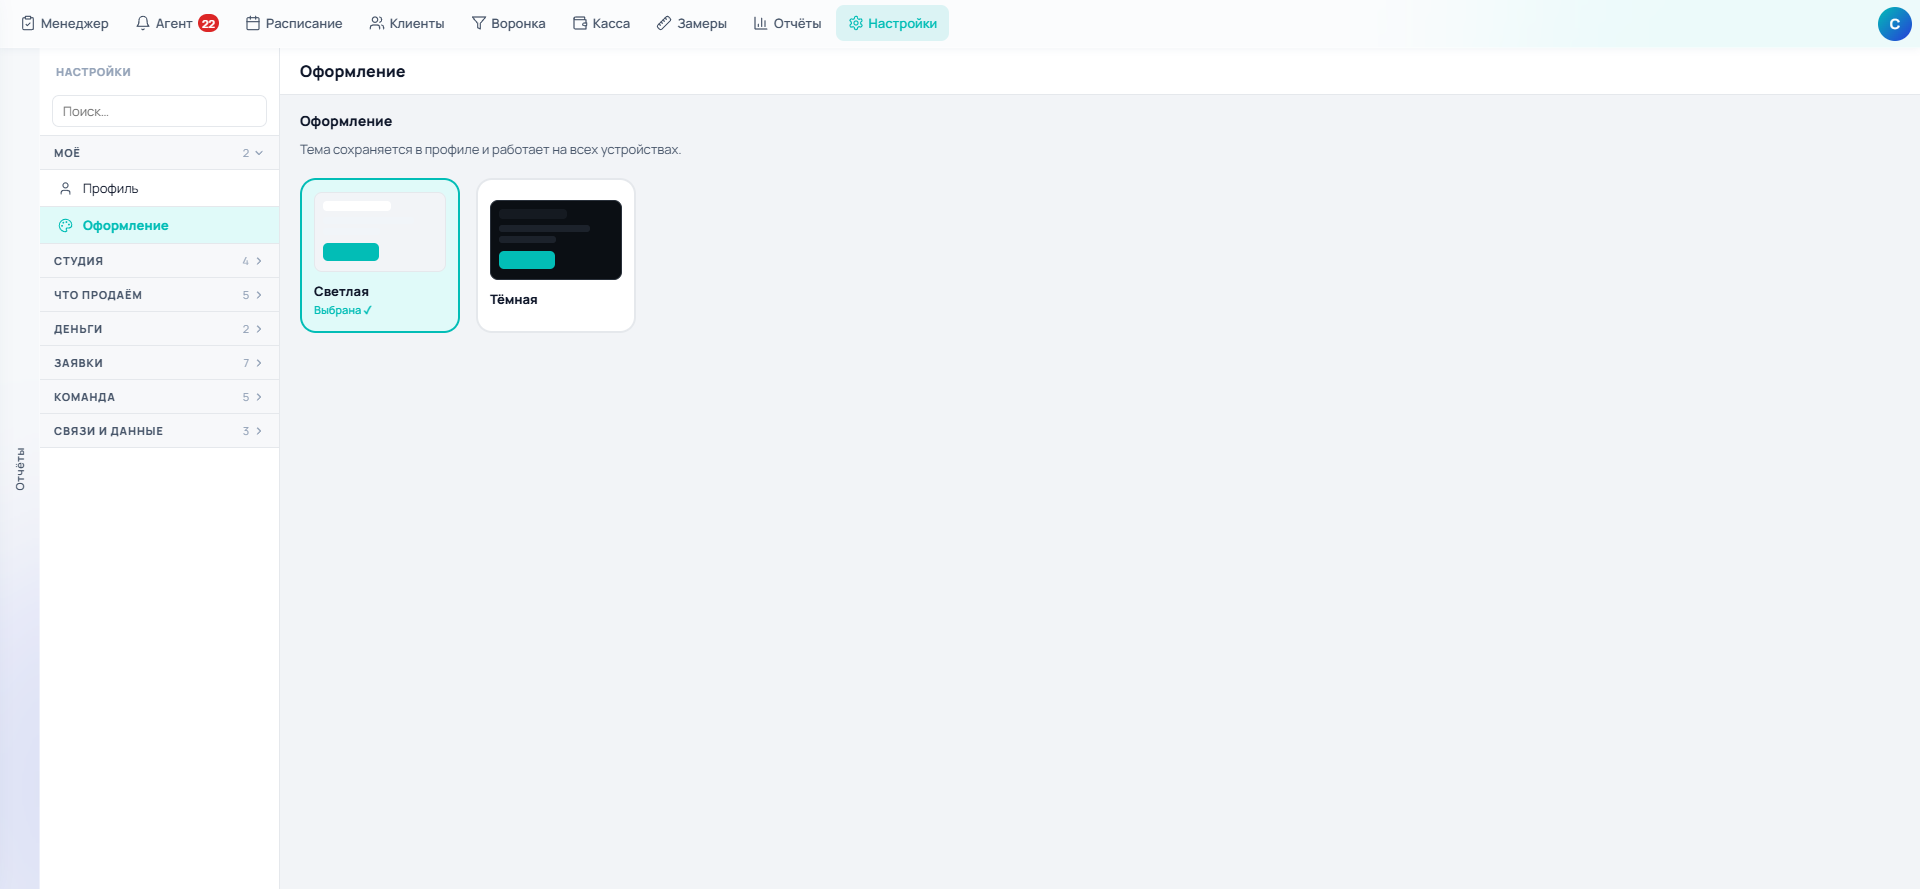 Менеджер
Агент 22
Расписание
Клиенты
Воронка
Касса
Замеры
Отчёты
Настройки
С
Отчёты
НАСТРОЙКИ
Поиск...
МОЁ 2
Профиль
Оформление
СТУДИЯ 4
ЧТО ПРОДАЁМ 5
ДЕНЬГИ 2
ЗАЯВКИ 7
КОМАНДА 5
СВЯЗИ И ДАННЫЕ 3
Оформление
Оформление
Тема сохраняется в профиле и работает на всех устройствах.
Светлая
Выбрана ✓
Тёмная